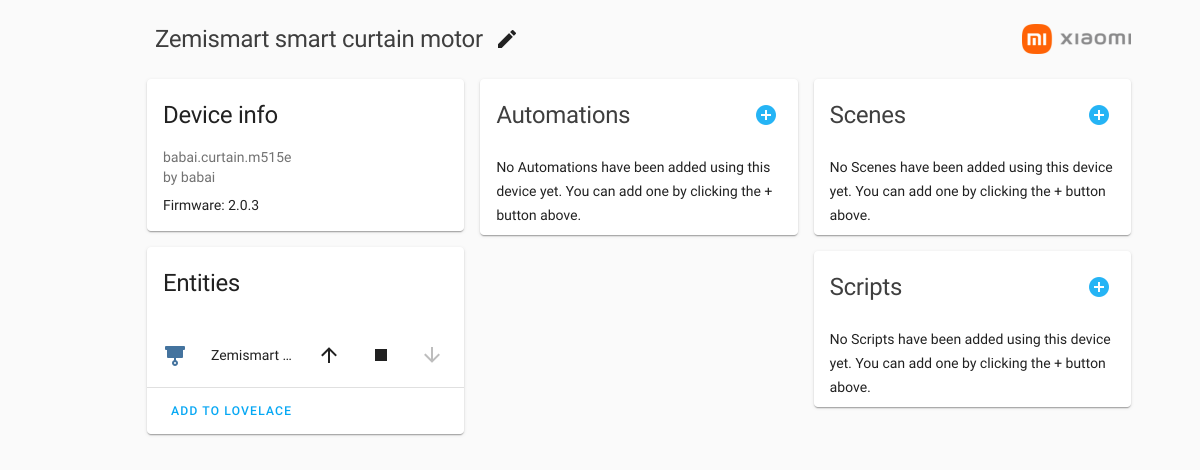 Zemismart smart curtain motor
mi xiaomi
Device info
babai.curtain.m515e
by babai
Firmware: 2.0.3
Entities
Zemismart ...
ADD TO LOVELACE
Automations
No Automations have been added using this
device yet. You can add one by clicking the +
button above.
Scenes
No Scenes have been added using this device
yet. You can add one by clicking the + button
above.
Scripts
No Scripts have been added using this device
yet. You can add one by clicking the + button
above.